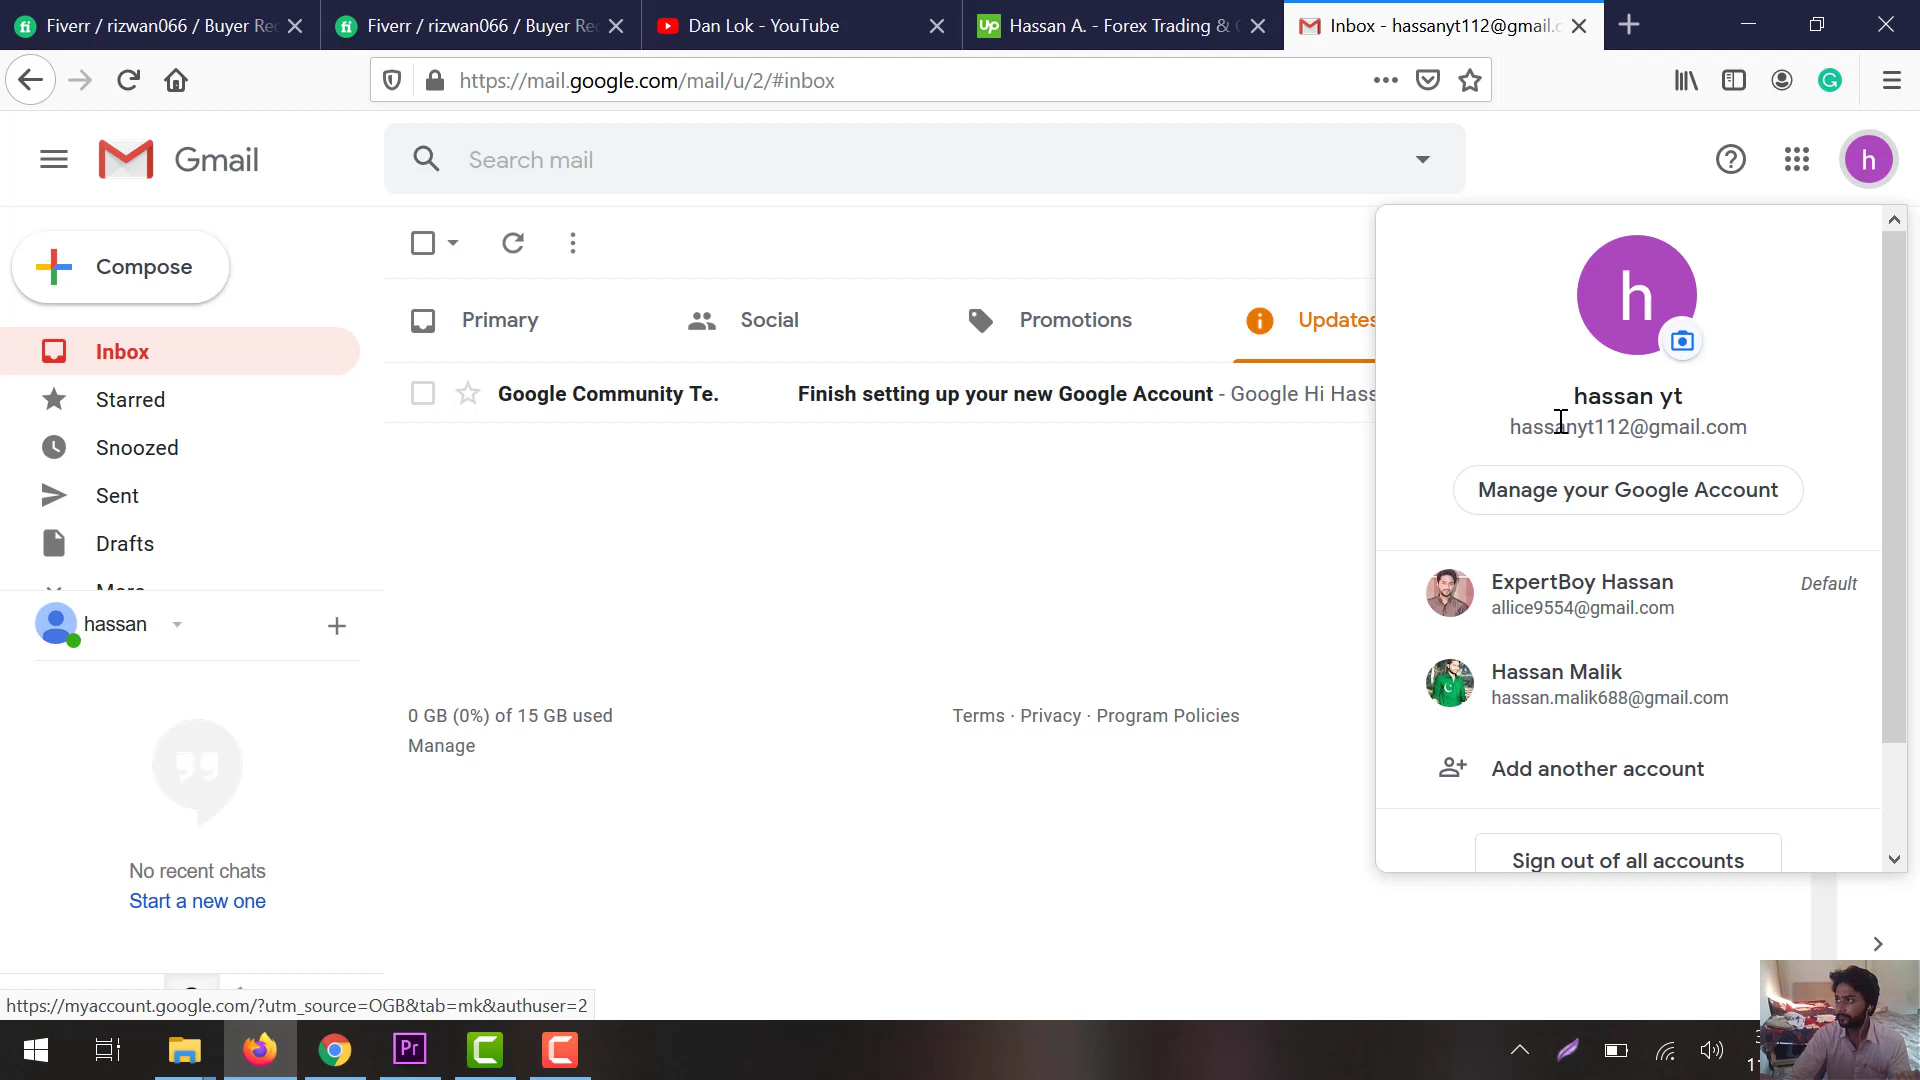 Fiverr / rizwan066 / Buyer Re
Fiverr / rizwan066 / Buyer Re
Dan Lok - YouTube
Up
Hassan A. - Forex Trading &
Inbox - hassanyt112@gmail.
https://mail.google.com/mail/u/2/#inbox
Gmail
Search mail
h
Compose
Primary
Social
Promotions
Updates
h
Inbox
Google Community Te.
Finish setting up your new Google Account - Google Hi Hass
hassan yt
hassanyt112@gmail.com
Starred
Snoozed
Sent
Drafts
More
Manage your Google Account
ExpertBoy Hassan
Default
allice9554@gmail.com
hassan
Hassan Malik
hassan.malik688@gmail.com
0 GB (0%) of 15 GB used
Manage
Terms · Privacy · Program Policies
Add another account
Sign out of all accounts
No recent chats
Start a new one
https://myaccount.google.com/?utm_source=OGB&tab=mk&authuser=2
Pr